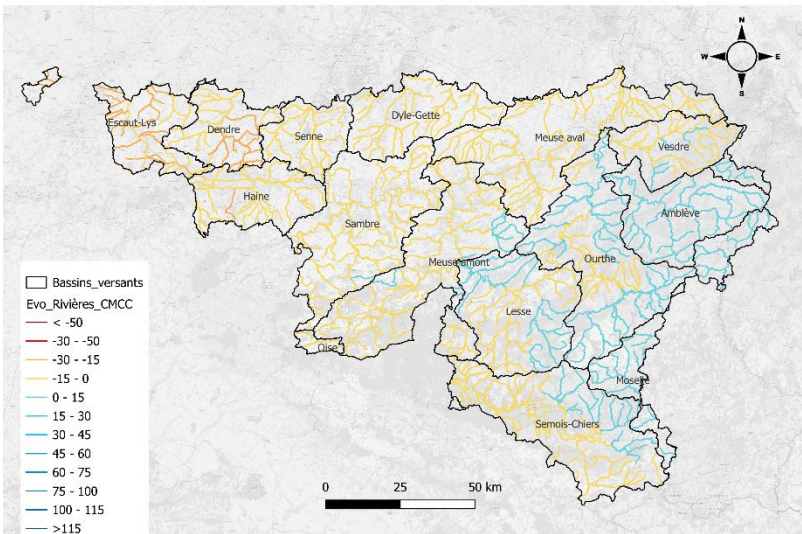 N
W E
S
Escaut-Lys
Dendre
Senne
Dyle-Gette
Meuse aval
Vesdre
Haine
Sambre
Amblève
Meuse amont
Ourthe
Lesse
Oise
Moselle
Semois-Chiers
Bassins_versants
Evo_Rivières_CMCC
< -50
-30 - -50
-30 - -15
-15 - 0
0 - 15
15 - 30
30 - 45
45 - 60
60 - 75
75 - 100
100 - 115
>115
0 25 50 km